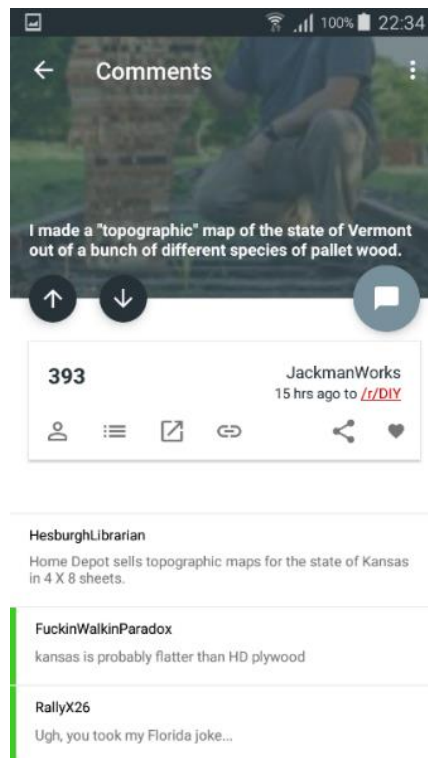 100% 22:34
Comments
I made a "topographic" map of the state of Vermont
out of a bunch of different species of pallet wood.
393
JackmanWorks
15 hrs ago to /r/DIY
HesburghLibrarian
Home Depot sells topographic maps for the state of Kansas
in 4 X 8 sheets.
FuckinWalkinParadox
kansas is probably flatter than HD plywood
RallyX26
Ugh, you took my Florida joke...